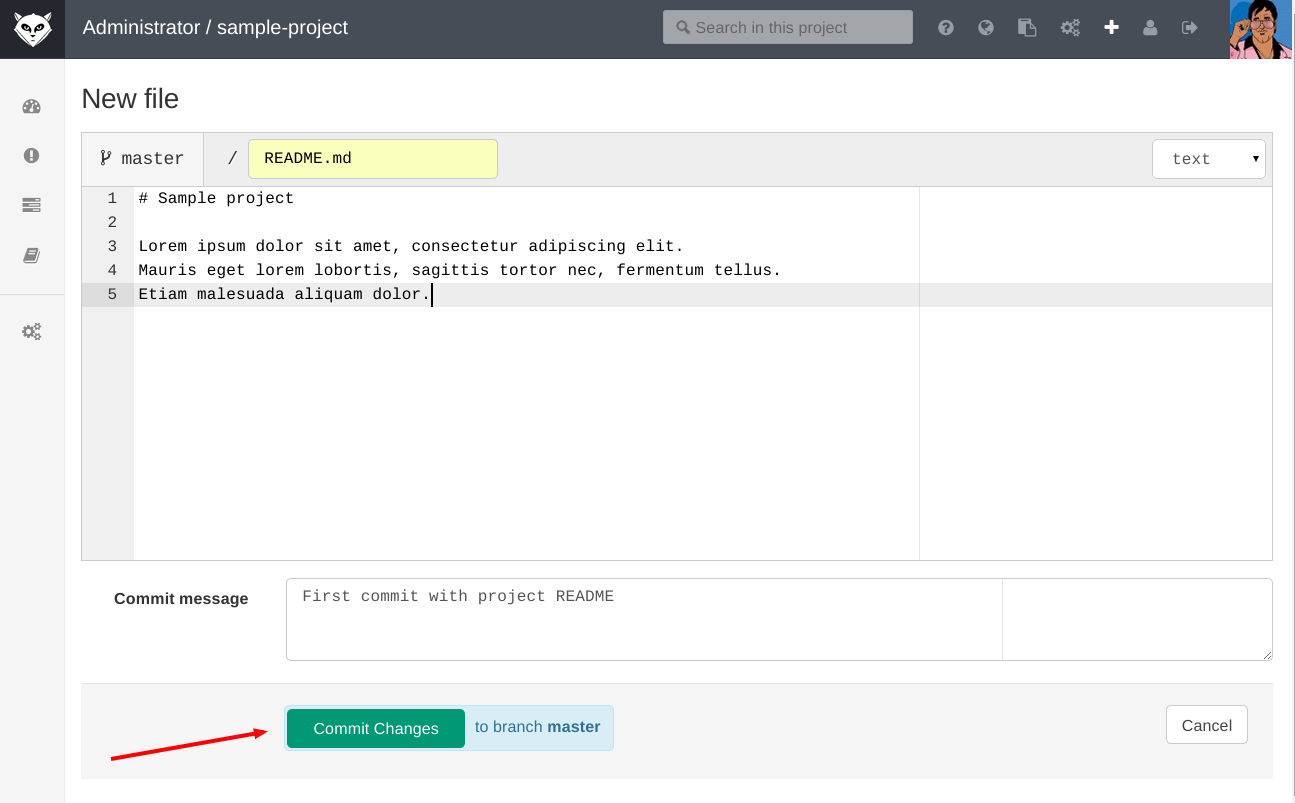 Administrator / sample-project
Search in this project
New file
master / README.md text
1 # Sample project
2
3 Lorem ipsum dolor sit amet, consectetur adipiscing elit.
4 Mauris eget lorem lobortis, sagittis tortor nec, fermentum tellus.
5 Etiam malesuada aliquam dolor.
Commit message First commit with project README
Commit Changes to branch master Cancel